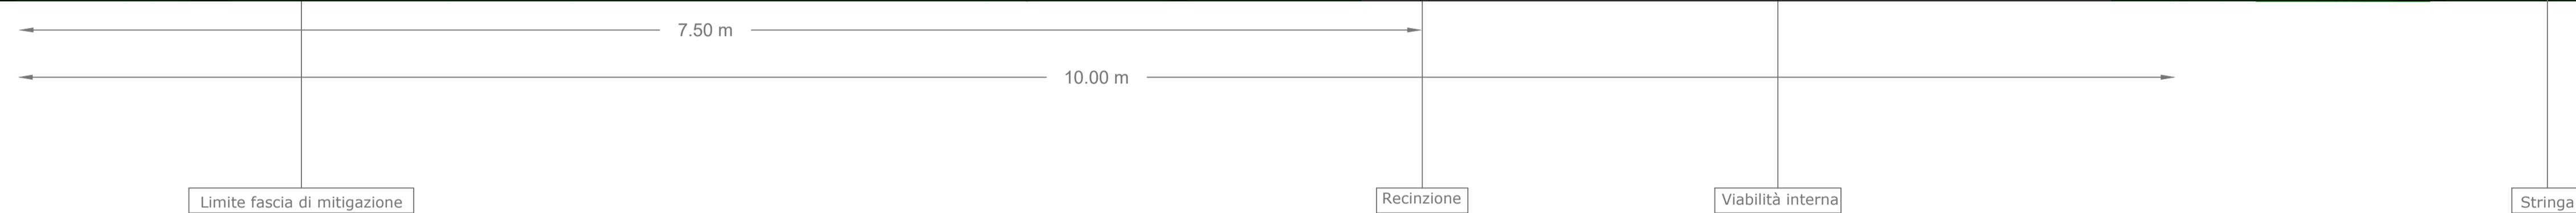 7.50 m
10.00 m
Limite fascia di mitigazione
Recinzione
Viabilità interna
Stringa